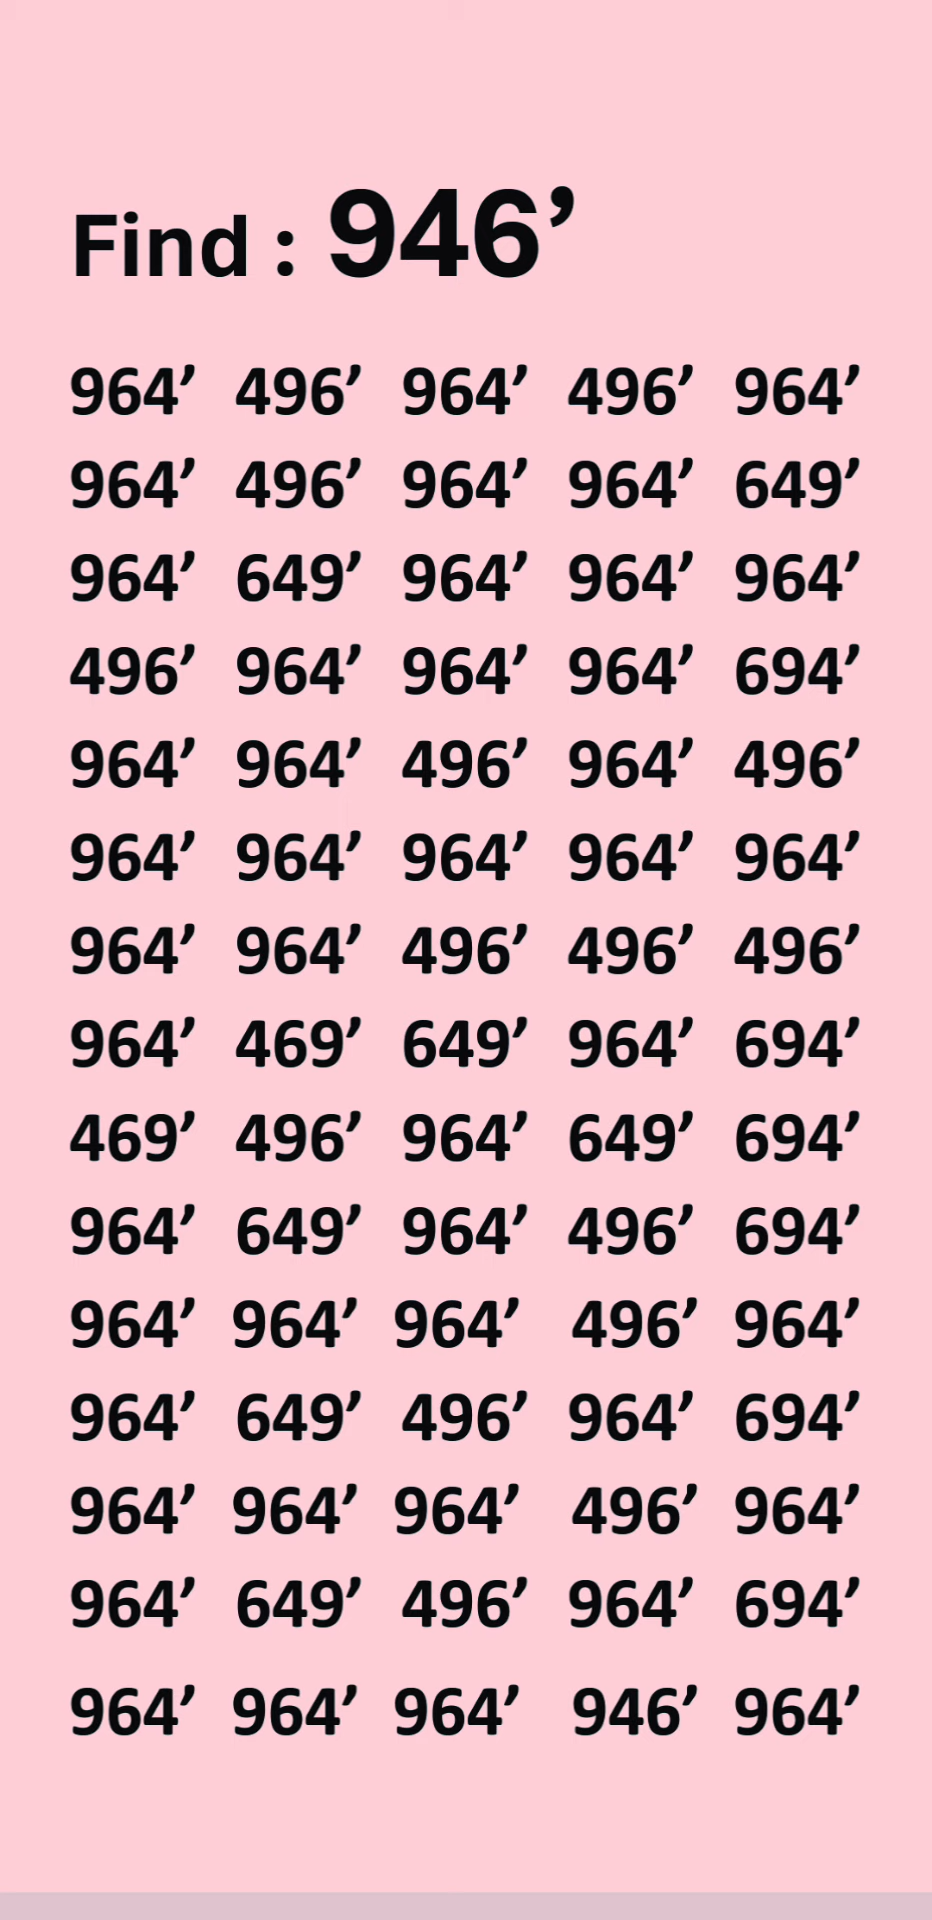 Find : 946’
964’ 496’ 964’ 496’ 964’
964’ 496’ 964’ 964’ 649’
964’ 649’ 964’ 964’ 964’
496’ 964’ 964’ 964’ 694’
964’ 964’ 496’ 964’ 496’
964’ 964’ 964’ 964’ 964’
964’ 964’ 496’ 496’ 496’
964’ 469’ 649’ 964’ 694’
469’ 496’ 964’ 649’ 694’
964’ 649’ 964’ 496’ 694’
964’ 964’ 964’ 496’ 964’
964’ 649’ 496’ 964’ 694’
964’ 964’ 964’ 496’ 964’
964’ 649’ 496’ 964’ 694’
964’ 964’ 964’ 946’ 964’